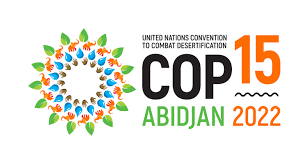 UNITED NATIONS CONVENTION
TO COMBAT DESERTIFICATION
COP15
ABIDJAN 2022